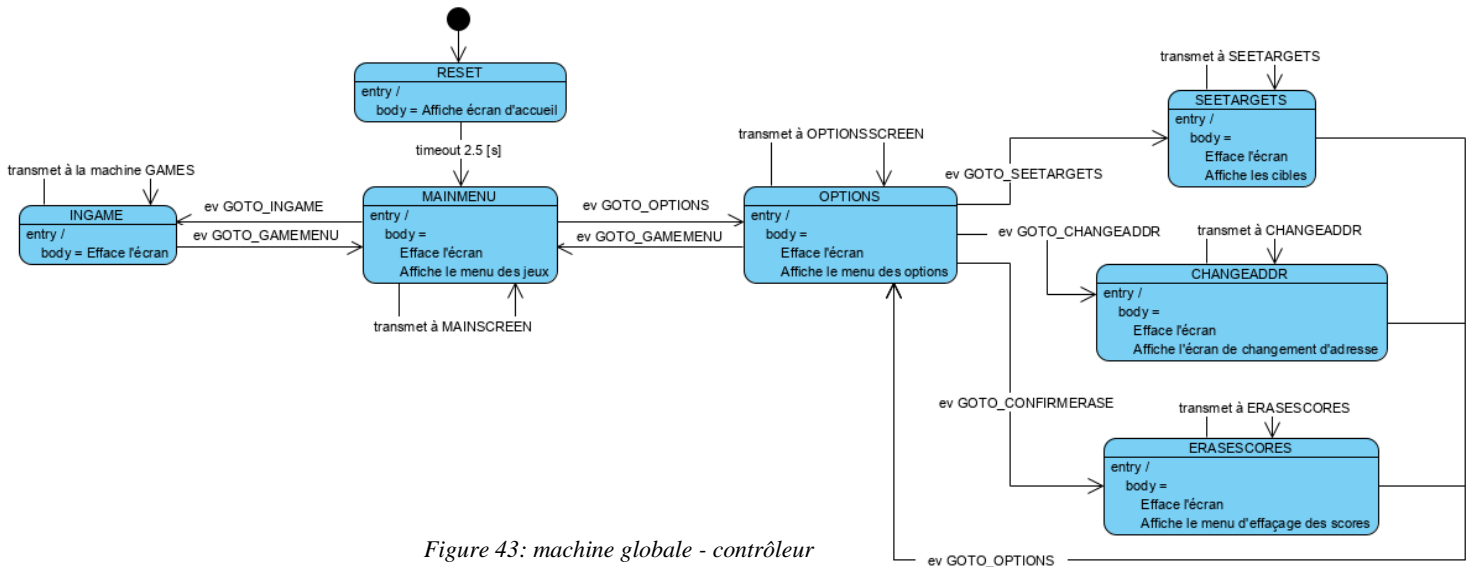 RESET
entry /
body = Affiche écran d'accueil
timeout 2.5 [s]
transmet à la machine GAMES
INGAME
entry /
body = Efface l'écran
ev GOTO_INGAME
ev GOTO_GAMEMENU
MAINMENU
entry /
body =
Efface l'écran
Affiche le menu des jeux
transmet à MAINSCREEN
ev GOTO_OPTIONS
ev GOTO_GAMEMENU
transmet à OPTIONSSCREEN
OPTIONS
entry /
body =
Efface l'écran
Affiche le menu des options
ev GOTO_SEETARGETS
ev GOTO_CHANGEADDR
ev GOTO_CONFIRMERASE
transmet à SEETARGETS
SEETARGETS
entry /
body =
Efface l'écran
Affiche les cibles
transmet à CHANGEADDR
CHANGEADDR
entry /
body =
Efface l'écran
Affiche l'écran de changement d'adresse
transmet à ERASESCORES
ERASESCORES
entry /
body =
Efface l'écran
Affiche le menu d'effaçage des scores
ev GOTO_OPTIONS
Figure 43: machine globale - contrôleur